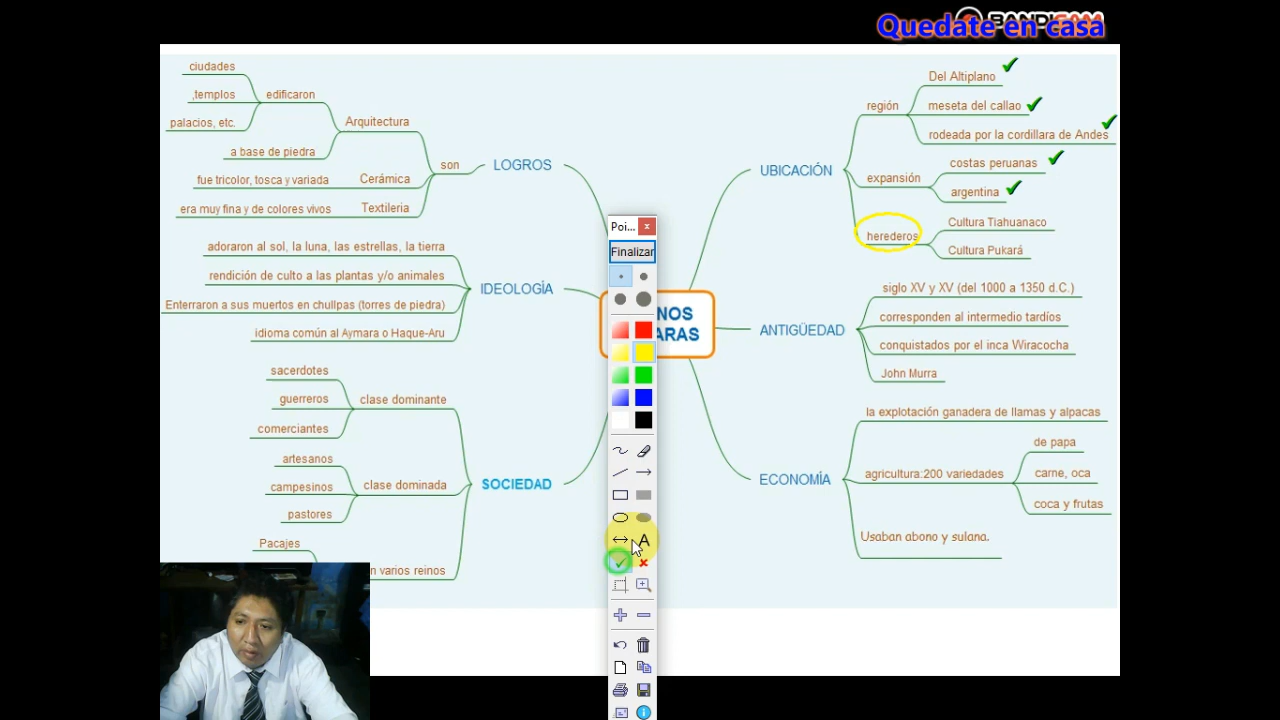 BANDICAM
Quedate en casa
ciudades
,templos
palacios, etc.
edificaron
a base de piedra
Arquitectura
fue tricolor, tosca y variada
Cerámica
era muy fina y de colores vivos
Textileria
son
LOGROS
adoraron al sol, la luna, las estrellas, la tierra
rendición de culto a las plantas y/o animales
Enterraron a sus muertos en chullpas (torres de piedra)
idioma común al Aymara o Haque-Aru
IDEOLOGÍA
sacerdotes
guerreros
comerciantes
clase dominante
artesanos
campesinos
pastores
clase dominada
Pacajes
n varios reinos
SOCIEDAD
Poi...
Finalizar
A
NOS
ARAS
UBICACIÓN
región
Del Altiplano
meseta del callao
rodeada por la cordillara de Andes
expansión
costas peruanas
argentina
herederos
Cultura Tiahuanaco
Cultura Pukará
ANTIGÜEDAD
siglo XV y XV (del 1000 a 1350 d.C.)
corresponden al intermedio tardíos
conquistados por el inca Wiracocha
John Murra
ECONOMÍA
la explotación ganadera de llamas y alpacas
agricultura:200 variedades
de papa
carne, oca
coca y frutas
Usaban abono y sulana.